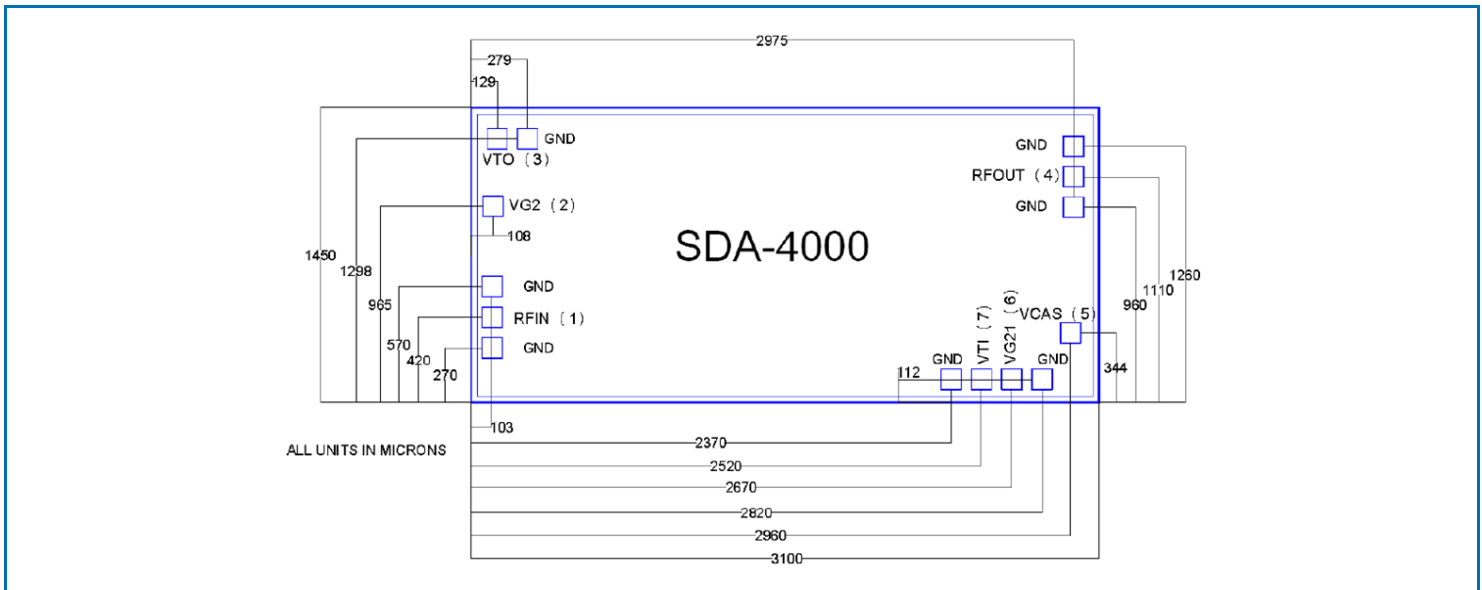 2975
279
129
GND
VTO (3)
GND
RFOUT (4)
VG2 (2)
GND
108
SDA-4000
1450
1298
1260
965
1110
GND
960
570
RFIN (1)
VTI (7)
VG21 (6)
VCAS (5)
420
GND
270
GND
GND
344
112
103
2370
ALL UNITS IN MICRONS
2520
2670
2820
2960
3100